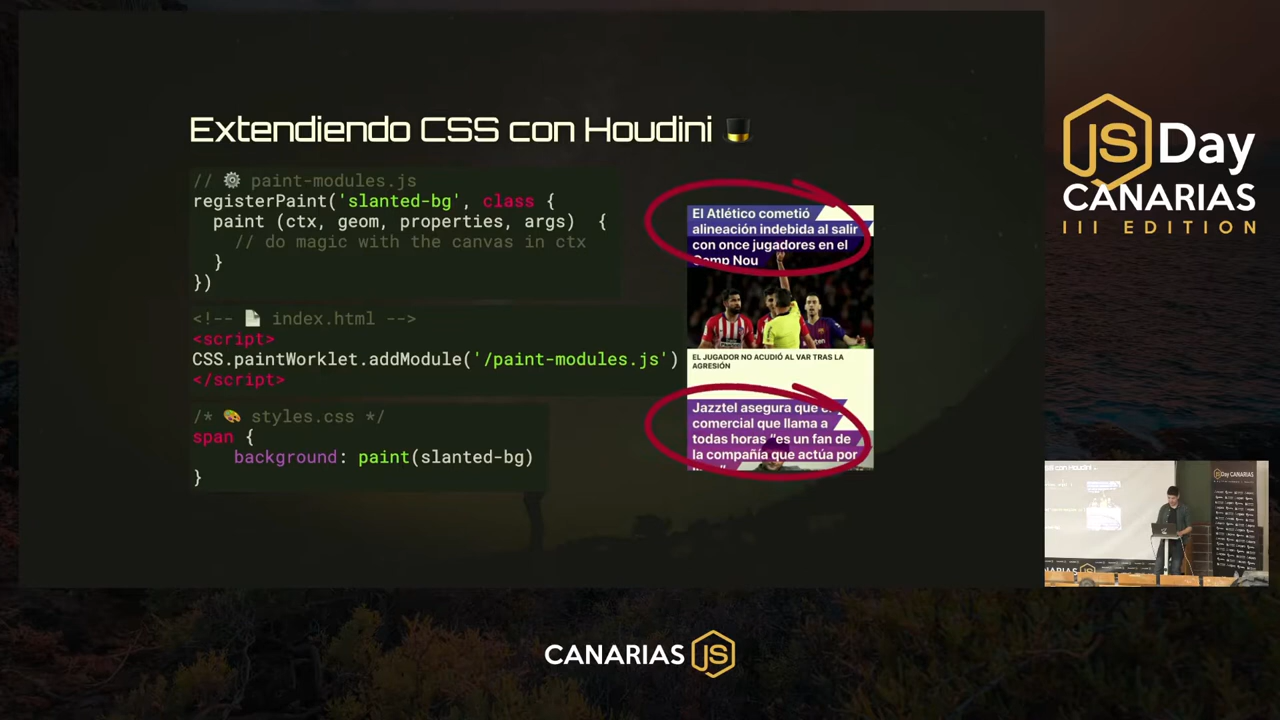 Extendiendo CSS con Houdini 🎩
// ⚙️ paint-modules.js
registerPaint('slanted-bg', class {
paint (ctx, geom, properties, args) {
// do magic with the canvas in ctx
}
})
<!-- 📄 index.html -->
<script>
CSS.paintWorklet.addModule('/paint-modules.js')
</script>
/* 🎨 styles.css */
span {
background: paint(slanted-bg)
}
El Atlético cometió
alineación indebida al salir
con once jugadores en el
Camp Nou
EL JUGADOR NO ACUDIÓ AL VAR TRAS LA
AGRESIÓN
Jazztel asegura que
comercial que llama a
todas horas "es un fan de
la compañía que actúa por
JS Day
CANARIAS
III EDITION
JSDay CANARIAS
CANARIAS JS